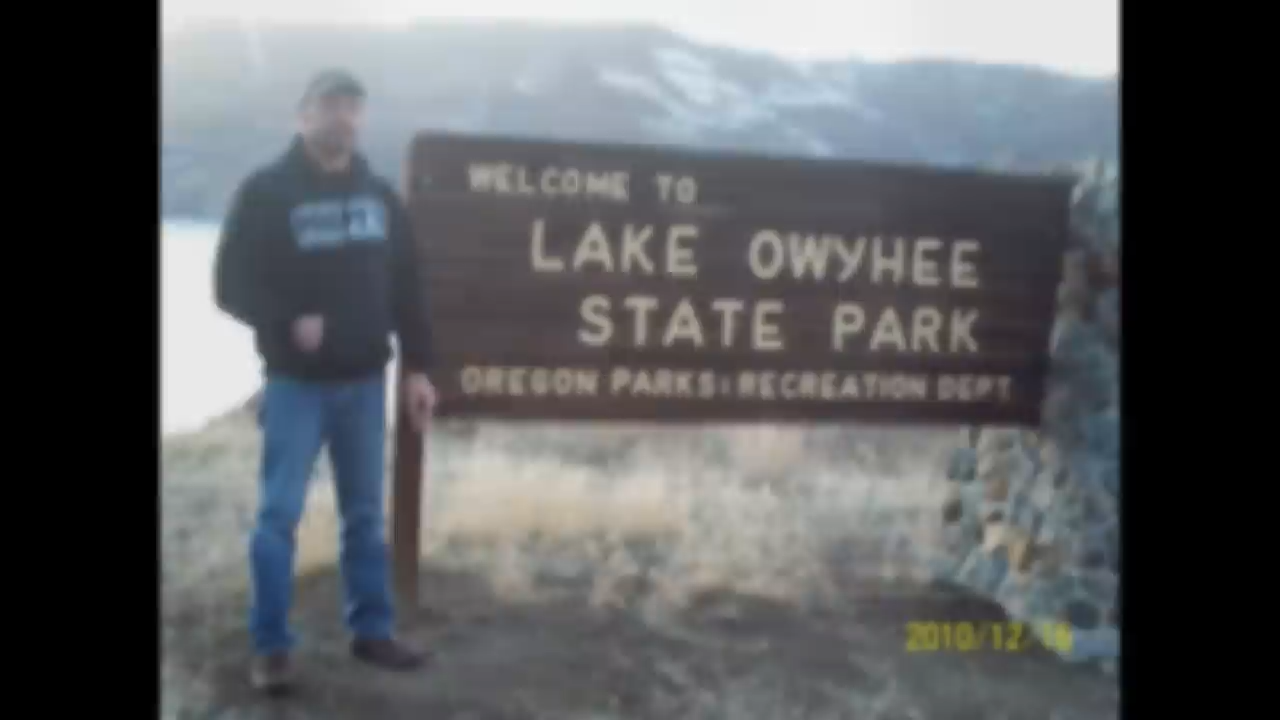 WELCOME TO
LAKE OWYHEE
STATE PARK
OREGON PARKS & RECREATION DEPT.
2010/12/